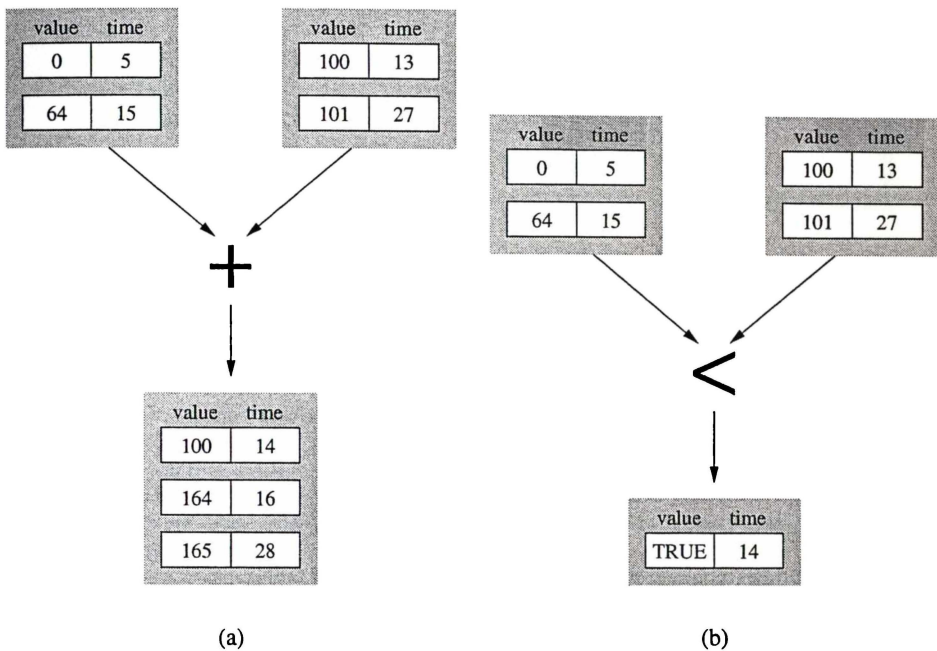 value time
0 5
64 15
value time
100 13
101 27
+
value time
100 14
164 16
165 28
(a)
value time
0 5
64 15
value time
100 13
101 27
<
value time
TRUE 14
(b)